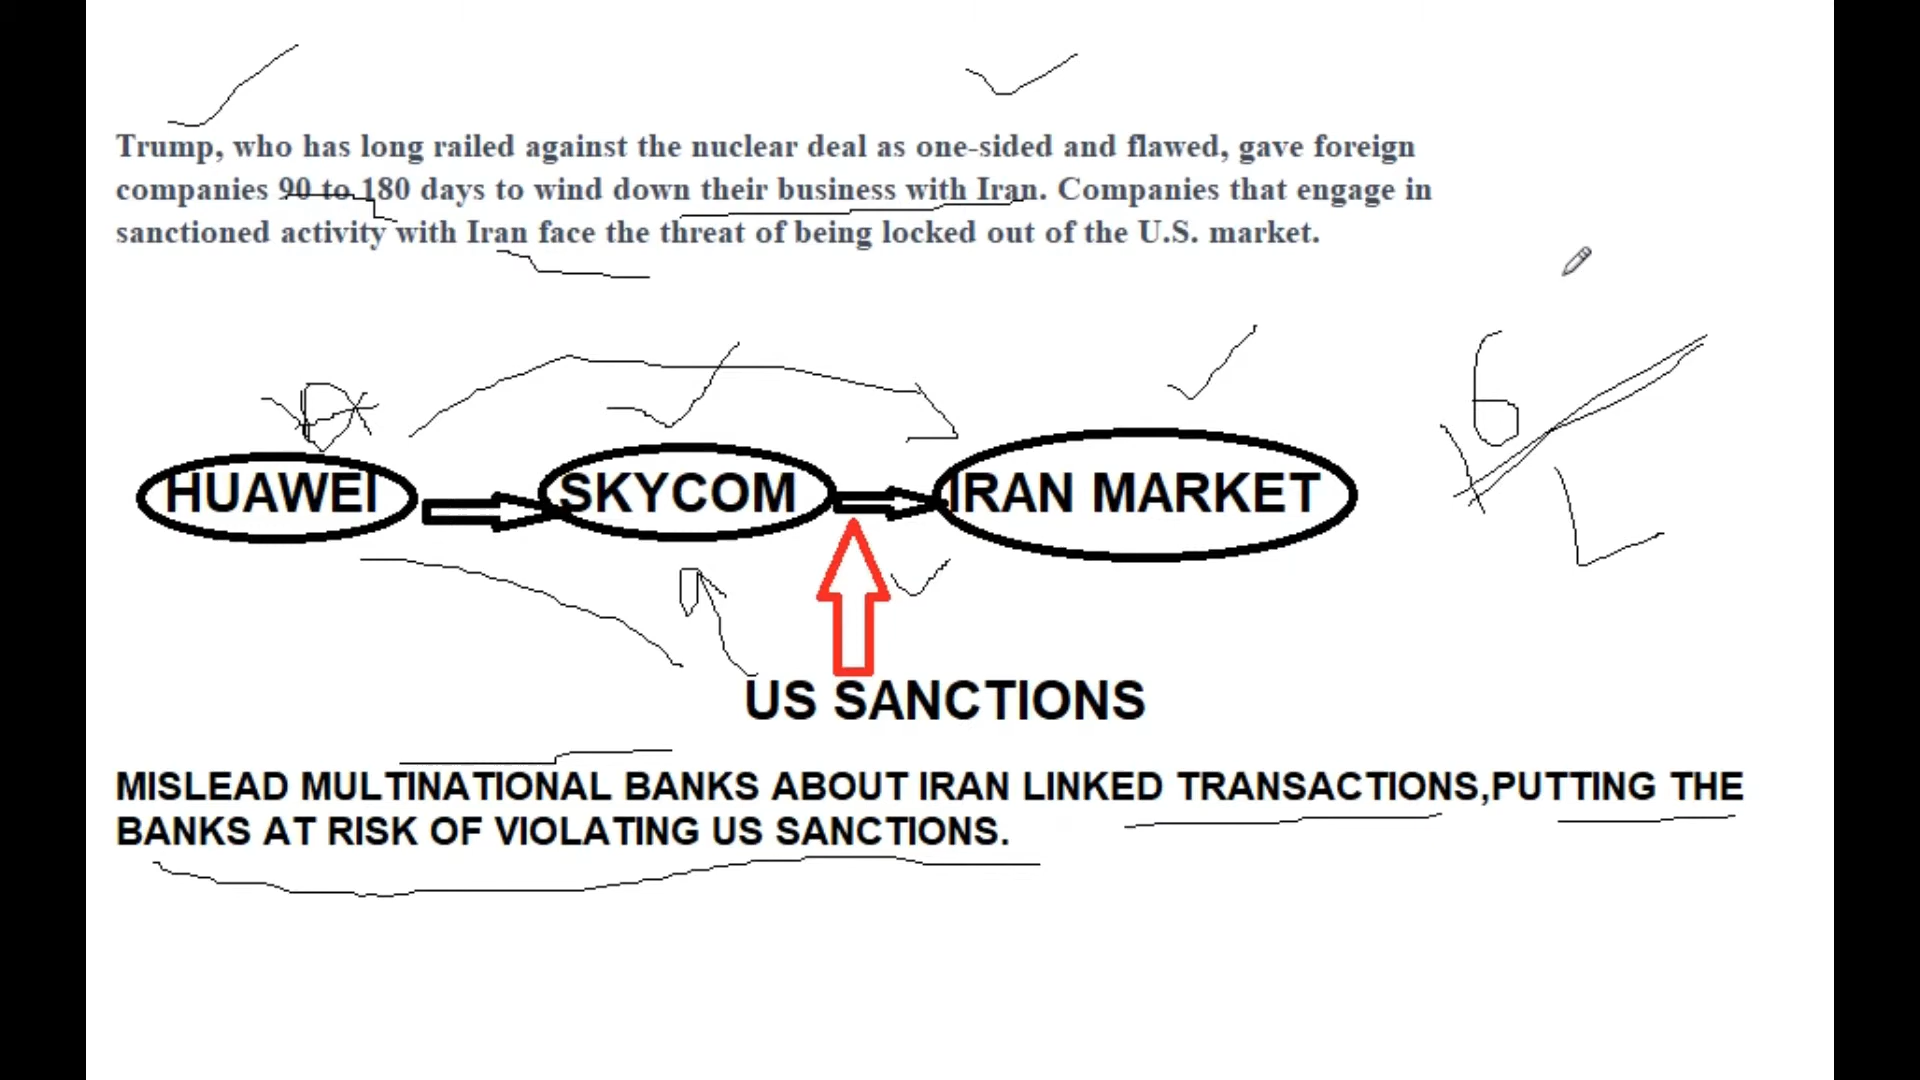 Trump, who has long railed against the nuclear deal as one-sided and flawed, gave foreign
companies 90 to 180 days to wind down their business with Iran. Companies that engage in
sanctioned activity with Iran face the threat of being locked out of the U.S. market.
HUAWEI SKYCOM IRAN MARKET
US SANCTIONS
MISLEAD MULTINATIONAL BANKS ABOUT IRAN LINKED TRANSACTIONS,PUTTING THE
BANKS AT RISK OF VIOLATING US SANCTIONS.